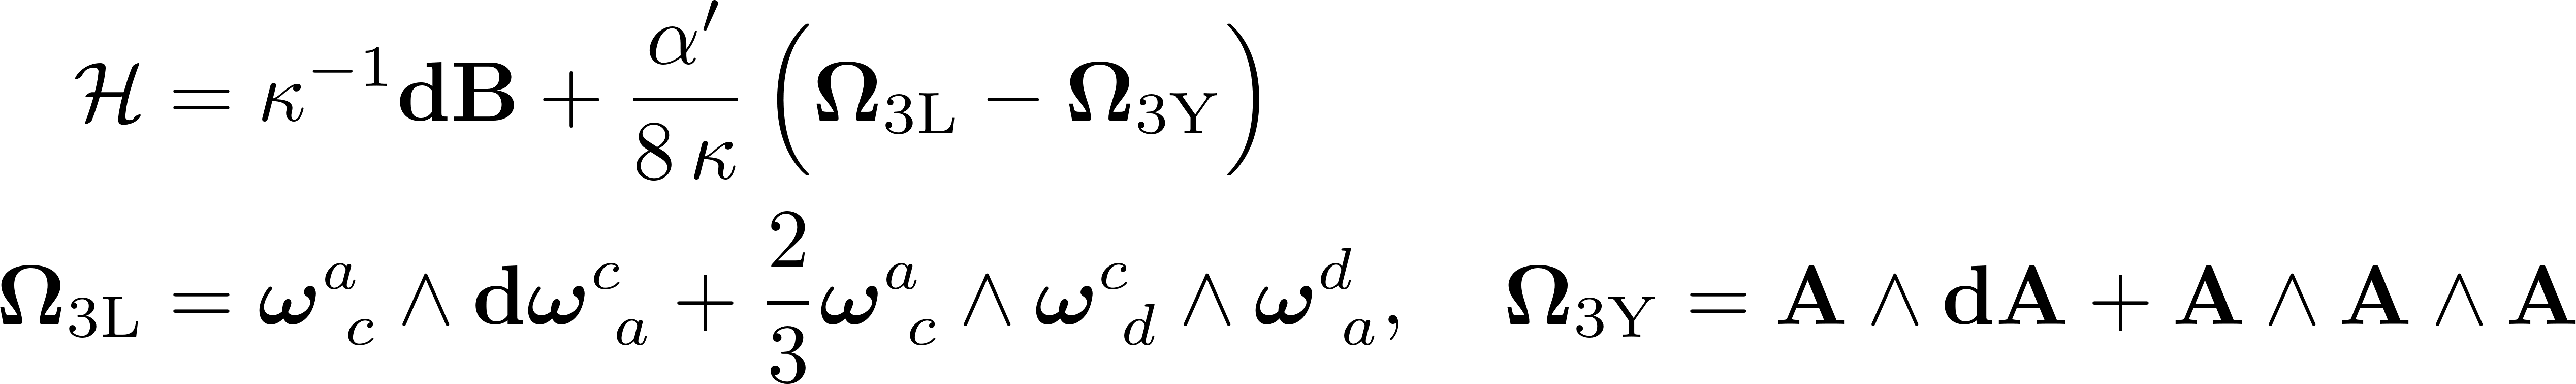 $\mathcal{H} = \kappa^{-1} \mathbf{dB} + \frac{\alpha'}{8\,\kappa} \left( \mathbf{\Omega}_{3\mathrm{L}} - \mathbf{\Omega}_{3\mathrm{Y}} \right)$
$\mathbf{\Omega}_{3\mathrm{L}} = \boldsymbol{\omega}^{a}{}_{c} \wedge \mathbf{d}\boldsymbol{\omega}^{c}{}_{a} + \frac{2}{3} \boldsymbol{\omega}^{a}{}_{c} \wedge \boldsymbol{\omega}^{c}{}_{d} \wedge \boldsymbol{\omega}^{d}{}_{a}, \quad \mathbf{\Omega}_{3\mathrm{Y}} = \mathbf{A} \wedge \mathbf{dA} + \mathbf{A} \wedge \mathbf{A} \wedge \mathbf{A}$